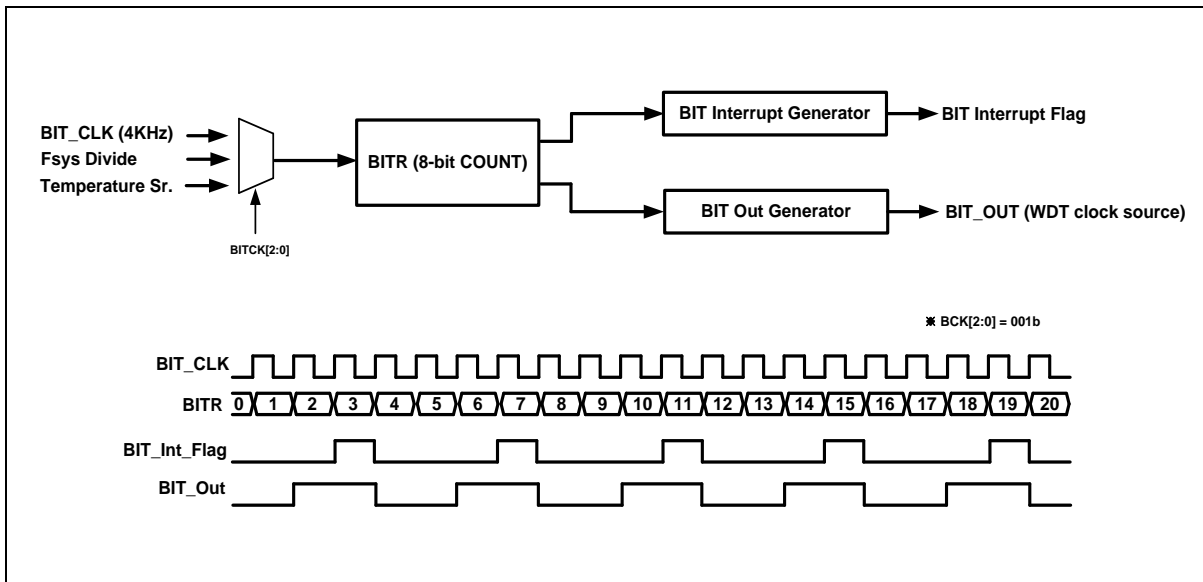 BIT_CLK (4KHz)
Fsys Divide
Temperature Sr.
BITCK[2:0]
BITR (8-bit COUNT)
BIT Interrupt Generator
BIT Interrupt Flag
BIT Out Generator
BIT_OUT (WDT clock source)
※ BCK[2:0] = 001b
BIT_CLK
BITR 0 1 2 3 4 5 6 7 8 9 10 11 12 13 14 15 16 17 18 19 20
BIT_Int_Flag
BIT_Out